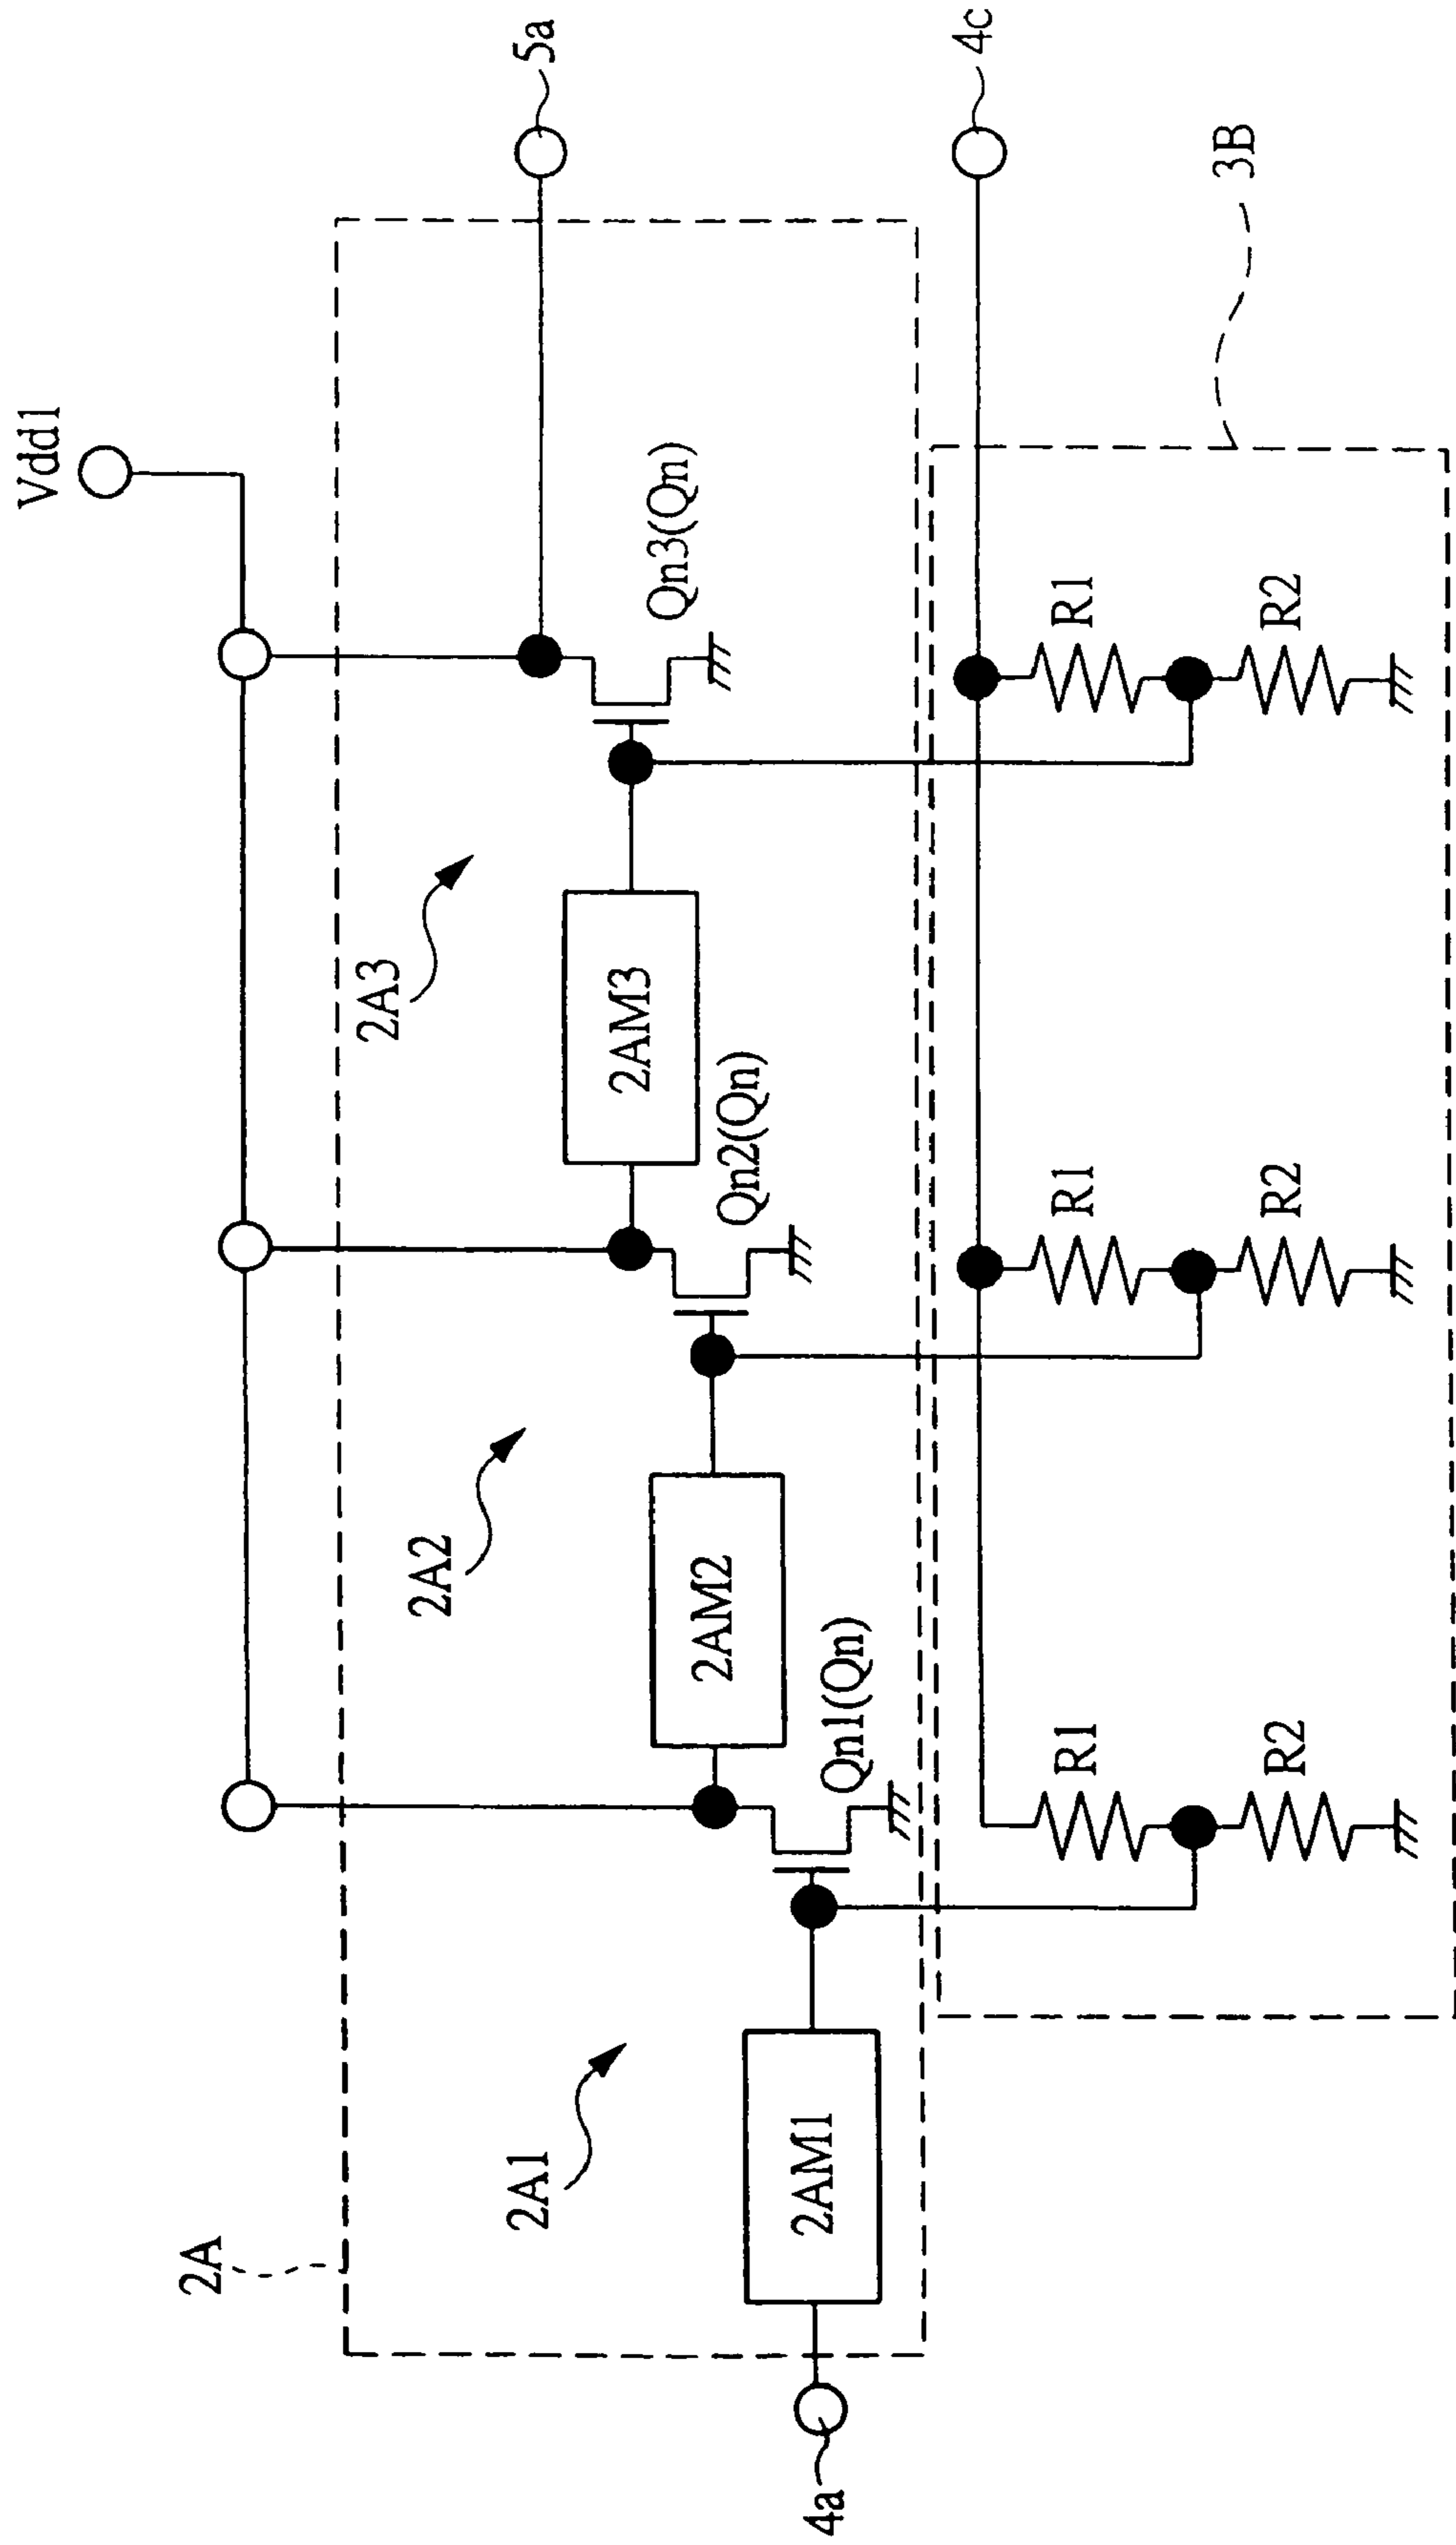 Vdd1
5a
2A
2A3
2AM3
Qn3(Qn)
2A2
2AM2
Qn2(Qn)
2A1
2AM1
Qn1(Qn)
4a
4c
3B
R1
R1
R1
R2
R2
R2